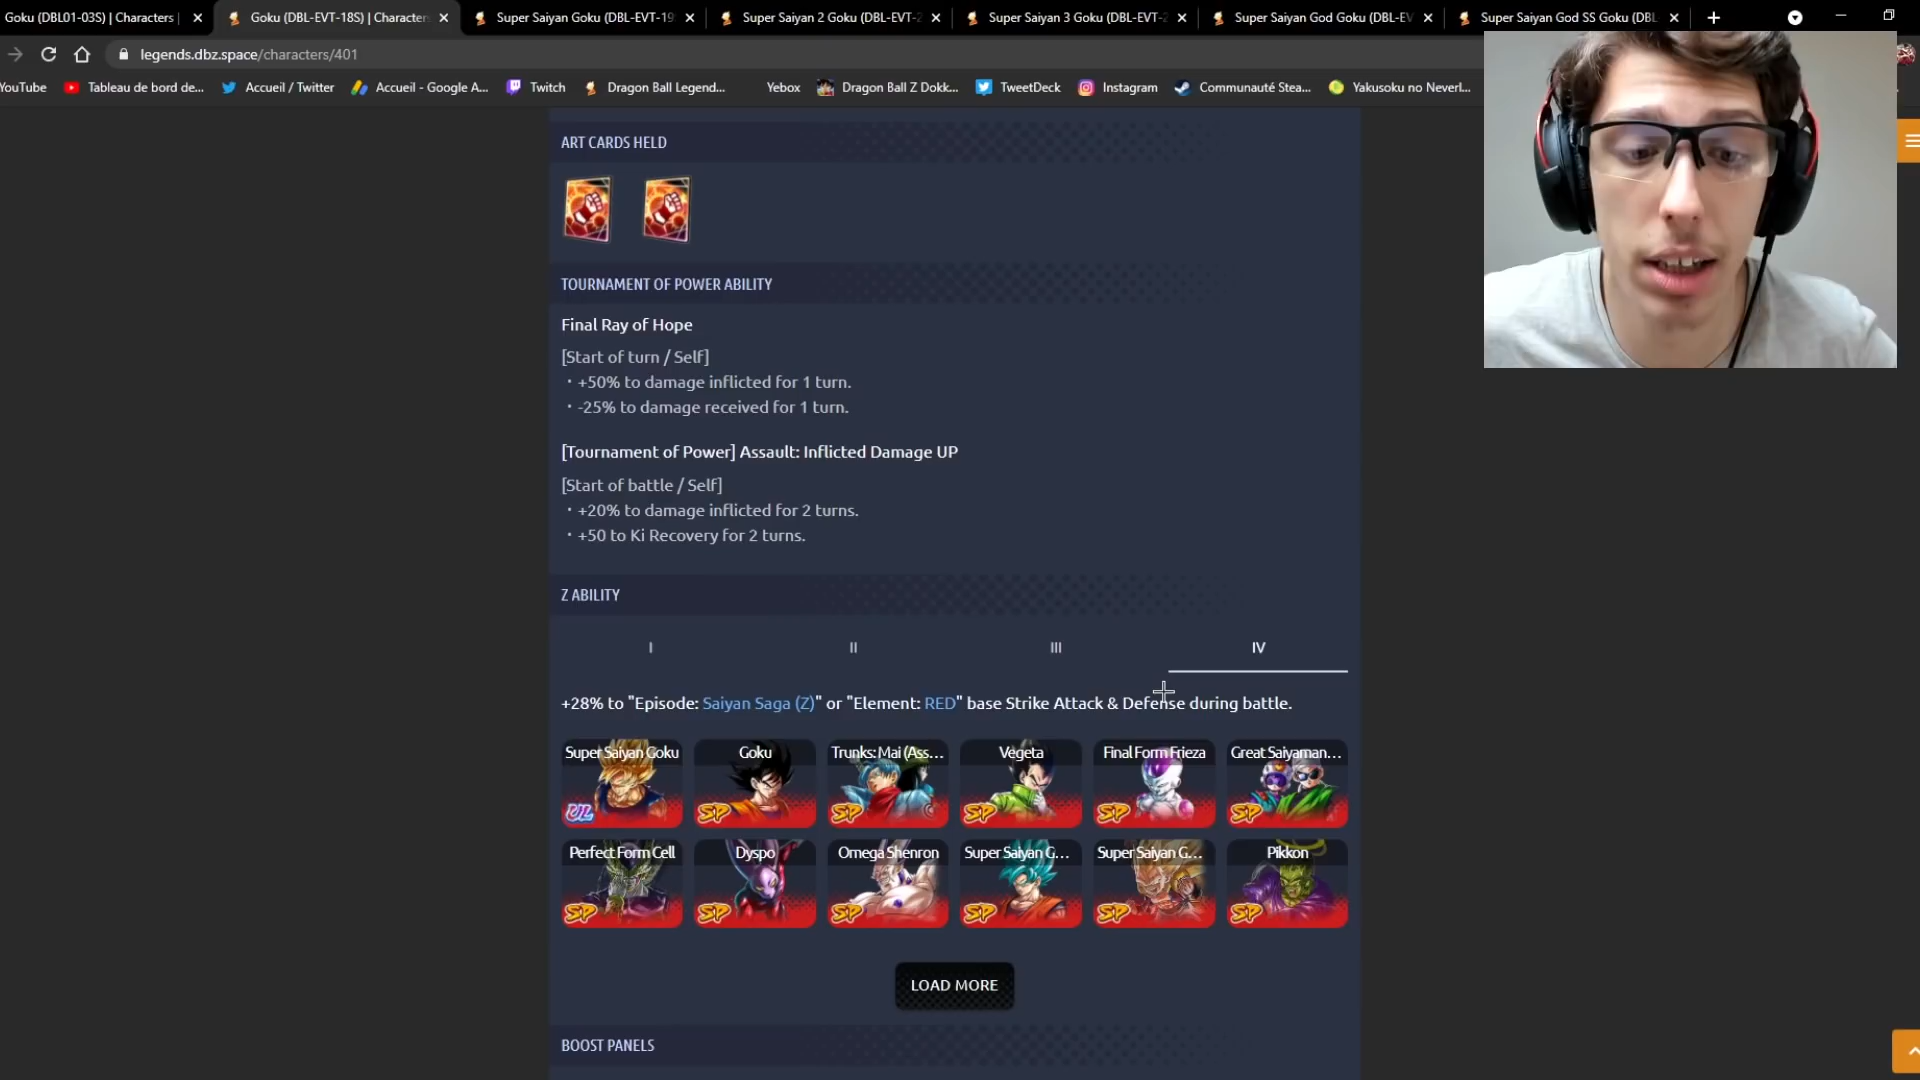 Goku (DBL01-03S) | Characters
Goku (DBL-EVT-18S) | Character
Super Saiyan Goku (DBL-EVT-19
Super Saiyan 2 Goku (DBL-EVT-2
Super Saiyan 3 Goku (DBL-EVT-2
Super Saiyan God Goku (DBL-EV
Super Saiyan God SS Goku (DBL
legends.dbz.space/characters/401
YouTube
Tableau de bord de...
Accueil / Twitter
Accueil - Google A...
Twitch
Dragon Ball Legend...
Yebox
Dragon Ball Z Dokk...
TweetDeck
Instagram
Communauté Stea...
Yakusoku no Neverl...
ART CARDS HELD
TOURNAMENT OF POWER ABILITY
Final Ray of Hope
[Start of turn / Self]
・+50% to damage inflicted for 1 turn.
・-25% to damage received for 1 turn.
[Tournament of Power] Assault: Inflicted Damage UP
[Start of battle / Self]
・+20% to damage inflicted for 2 turns.
・+50 to Ki Recovery for 2 turns.
Z ABILITY
I II III IV
+28% to "Episode: Saiyan Saga (Z)" or "Element: RED" base Strike Attack & Defense during battle.
Super Saiyan Goku
Goku
Trunks: Mai (Ass...
Vegeta
Final Form Frieza
Great Saiyaman...
UL SP SP SP SP SP
Perfect Form Cell
Dyspo
Omega Shenron
Super Saiyan G...
Super Saiyan G...
Pikkon
SP SP SP SP SP SP
LOAD MORE
BOOST PANELS